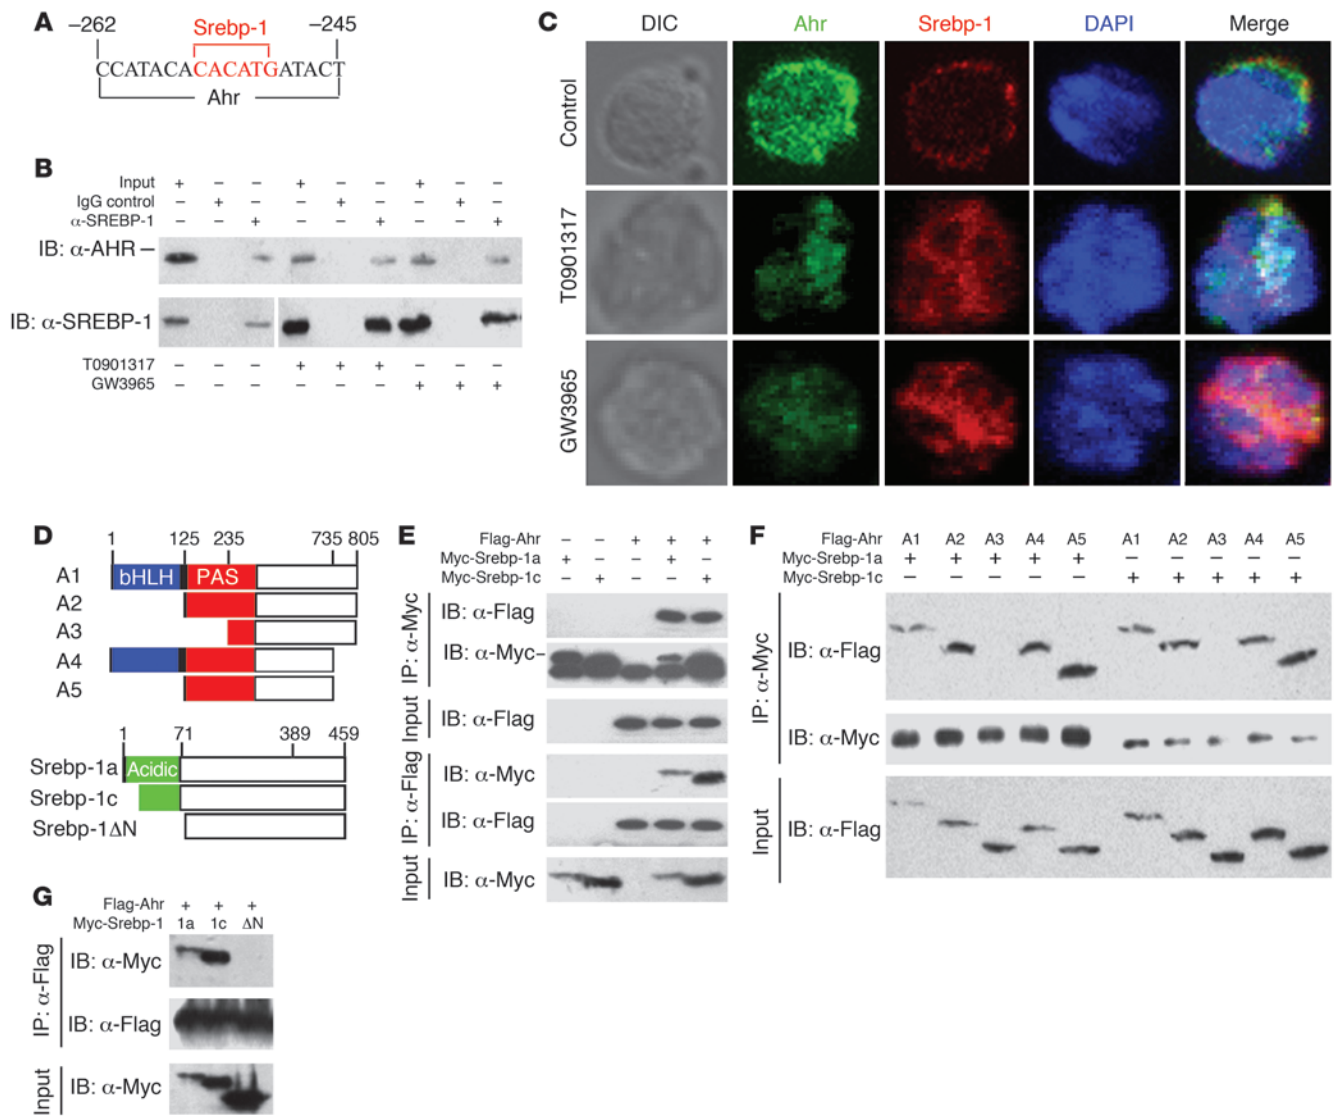 A
−262 Srebp-1 −245
CCATACACACATGATACT
Ahr
B
Input + − − + − − + − −
IgG control − + − − + − − + −
α-SREBP-1 − − + − − + − − +
IB: α-AHR
IB: α-SREBP-1
T0901317 − − − + + + − − −
GW3965 − − − − − − + + +
C
DIC Ahr Srebp-1 DAPI Merge
Control
T0901317
GW3965
D
1 125 235 735 805
A1 bHLH PAS
A2
A3
A4
A5
1 71 389 459
Srebp-1a Acidic
Srebp-1c
Srebp-1ΔN
E
Flag-Ahr − − + + +
Myc-Srebp-1a + − − + −
Myc-Srebp-1c − + − − +
IP: α-Myc
IB: α-Flag
IB: α-Myc
Input
IB: α-Flag
IP: α-Flag
IB: α-Myc
IB: α-Flag
Input
IB: α-Myc
F
Flag-Ahr A1 A2 A3 A4 A5 A1 A2 A3 A4 A5
Myc-Srebp-1a + + + + + − − − − −
Myc-Srebp-1c − − − − − + + + + +
IP: α-Myc
IB: α-Flag
IB: α-Myc
Input
IB: α-Flag
G
Flag-Ahr + + +
Myc-Srebp-1 1a 1c ΔN
IP: α-Flag
IB: α-Myc
IB: α-Flag
Input
IB: α-Myc